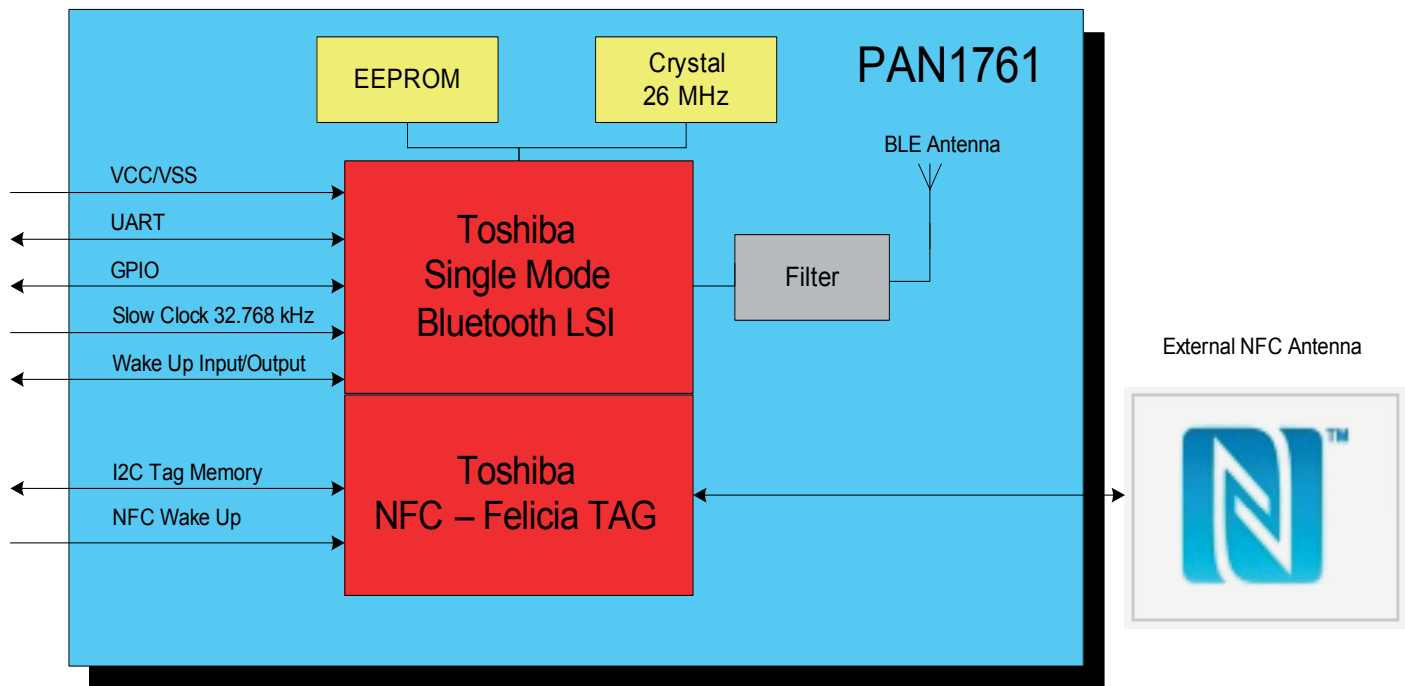 PAN1761
EEPROM
Crystal
26 MHz
BLE Antenna
VCC/VSS
UART
GPIO
Slow Clock 32.768 kHz
Wake Up Input/Output
Toshiba
Single Mode
Bluetooth LSI
Filter
External NFC Antenna
I2C Tag Memory
NFC Wake Up
Toshiba
NFC – Felicia TAG
TM